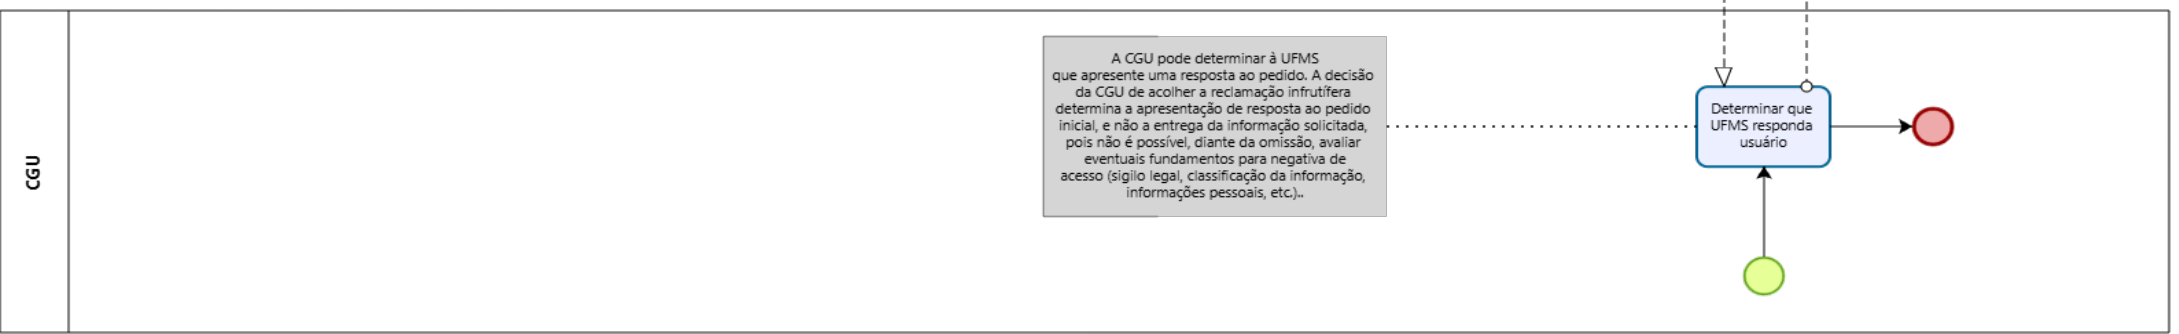 CGU
A CGU pode determinar à UFMS
que apresente uma resposta ao pedido. A decisão
da CGU de acolher a reclamação infrutífera
determina a apresentação de resposta ao pedido
inicial, e não a entrega da informação solicitada,
pois não é possível, diante da omissão, avaliar
eventuais fundamentos para negativa de
acesso (sigilo legal, classificação da informação,
informações pessoais, etc.)..
Determinar que
UFMS responda
usuário